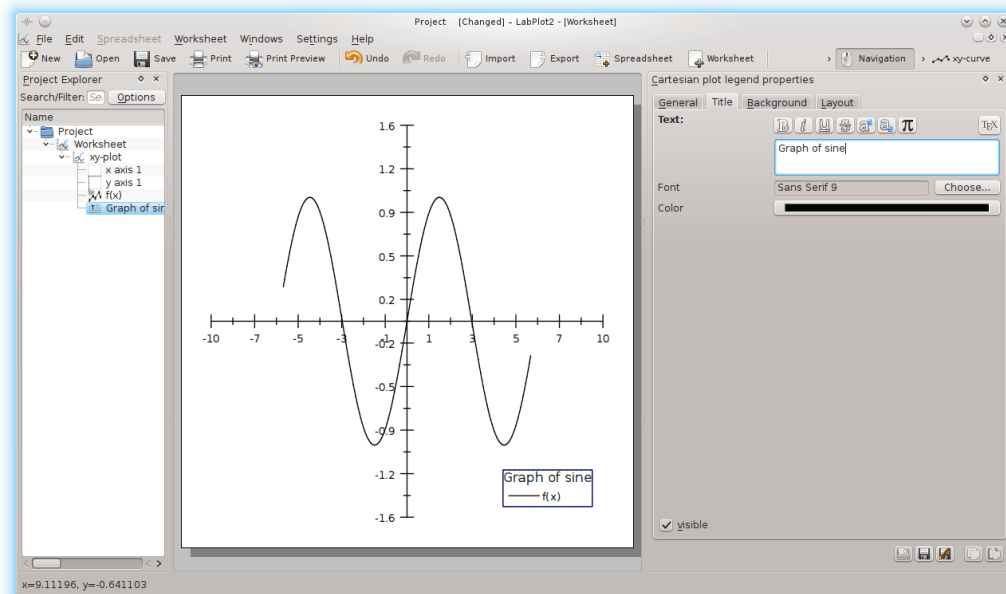 Project [Changed] – LabPlot2 - [Worksheet]
File Edit Spreadsheet Worksheet Windows Settings Help
New Open Save Print Print Preview Undo Redo Import Export Spreadsheet Worksheet > Navigation > xy-curve
Project Explorer
Search/Filter: Se Options
Name
Project
Worksheet
xy-plot
x axis 1
y axis 1
f(x)
Graph of sin
1.6
1.2
0.9
0.5
0.2
-10 -7 -5 -3 -1 1 3 5 7 10
-0.2
-0.5
-0.9
-1.2
-1.6
Graph of sine
f(x)
Cartesian plot legend properties
General Title Background Layout
Text: B i U S a a π TEX
Graph of sine
Font Sans Serif 9 Choose...
Color
visible
x=9.11196, y=-0.641103